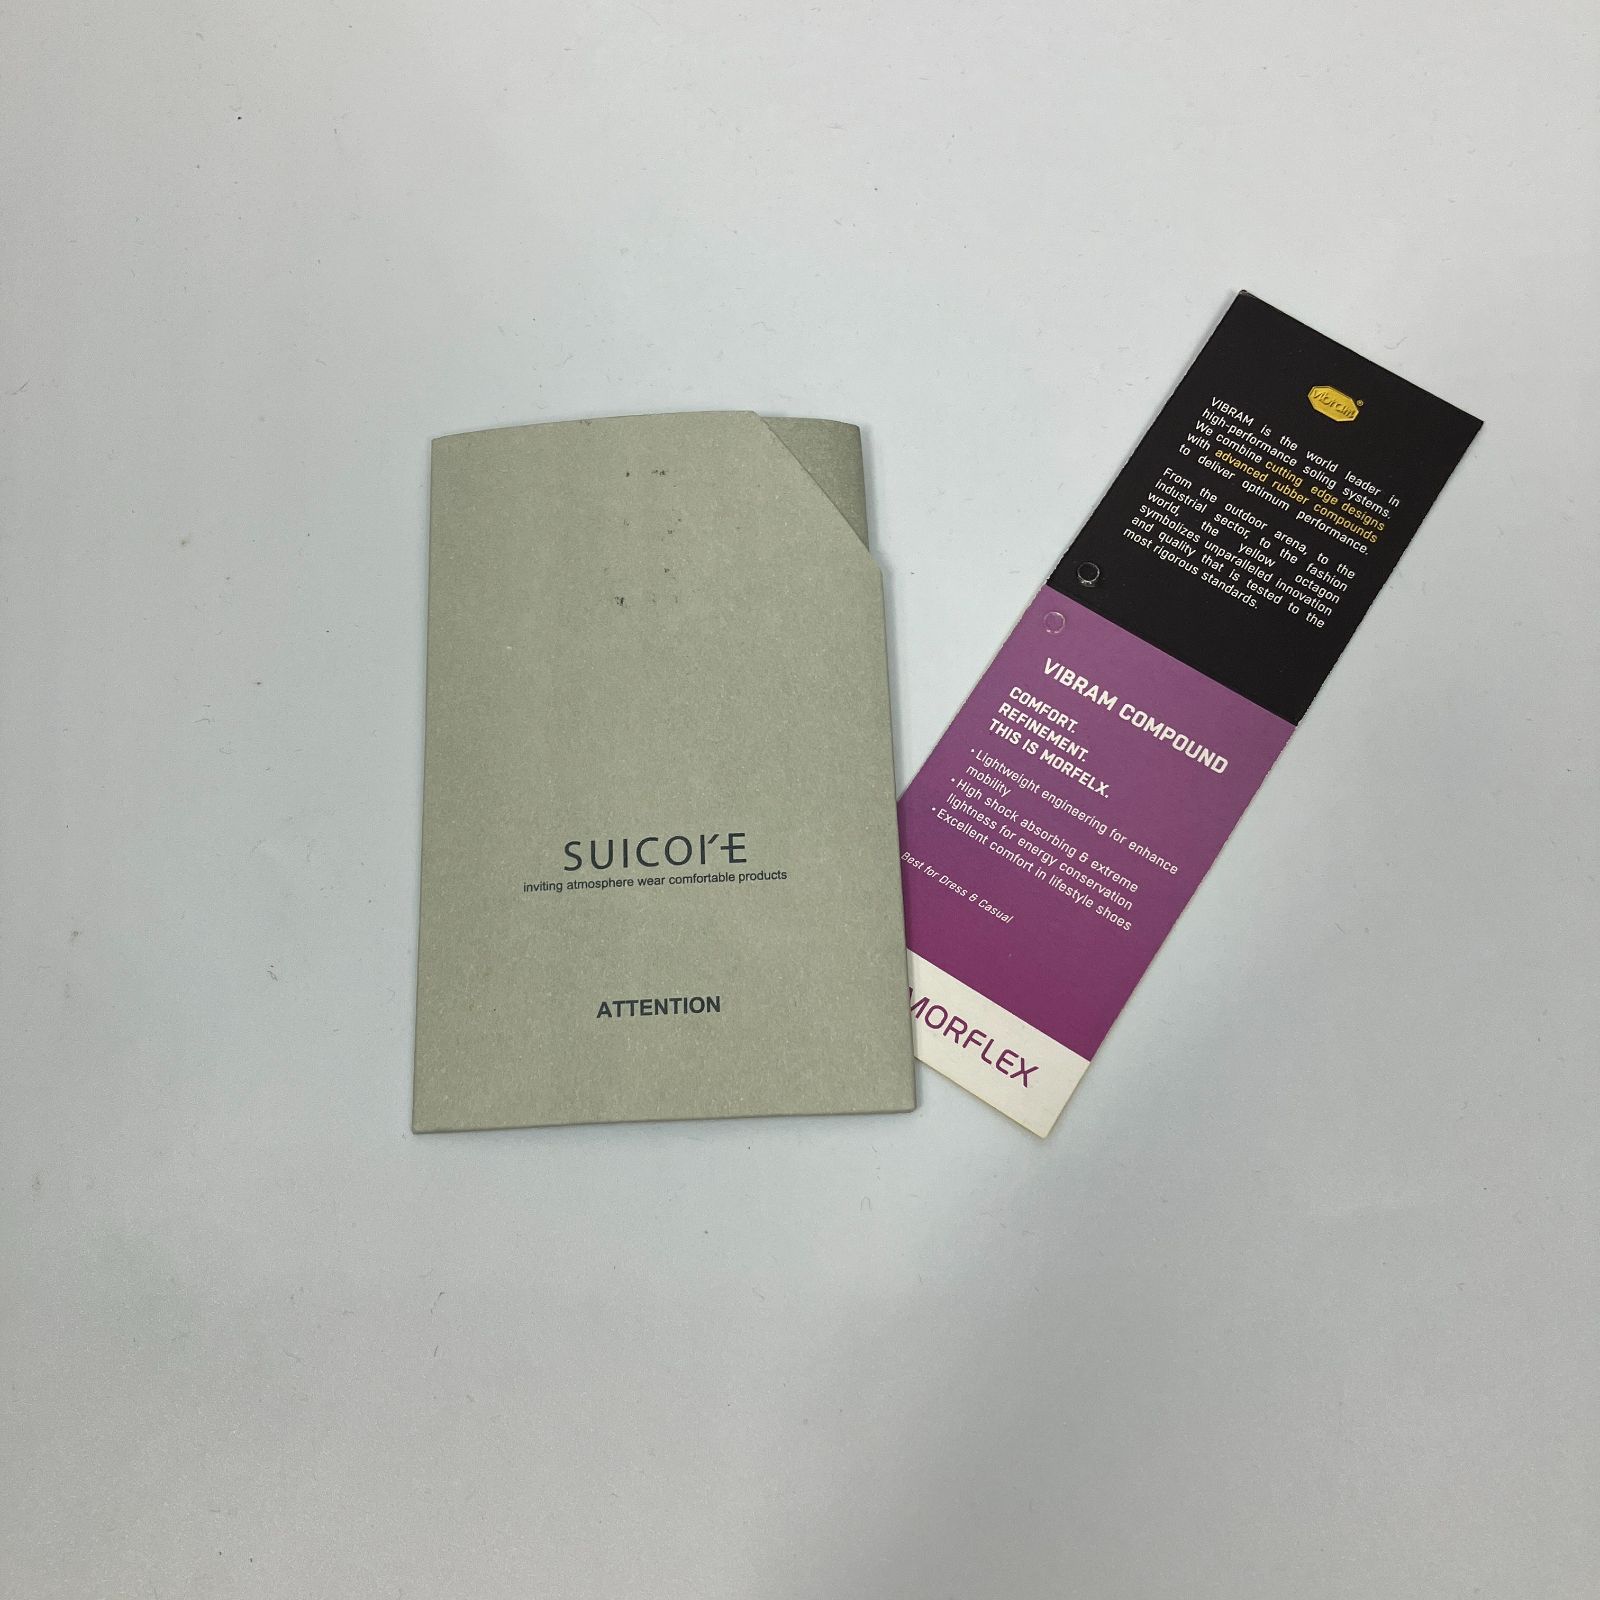 SUICOKE
inviting atmosphere wear comfortable products
ATTENTION
vibram®
VIBRAM is the world leader in
high-performance soling systems.
We combine cutting edge designs
with advanced rubber compounds
to deliver optimum performance.
From the outdoor arena, to the
industrial sector, to the fashion
world, the yellow octagon
symbolizes unparalleled innovation
and quality that is tested to the
most rigorous standards.
VIBRAM COMPOUND
COMFORT.
REFINEMENT.
THIS IS MORFELX.
• Lightweight engineering for enhance
mobility
• High shock absorbing & extreme
lightness for energy conservation
• Excellent comfort in lifestyle shoes
Best for Dress & Casual
MORFLEX